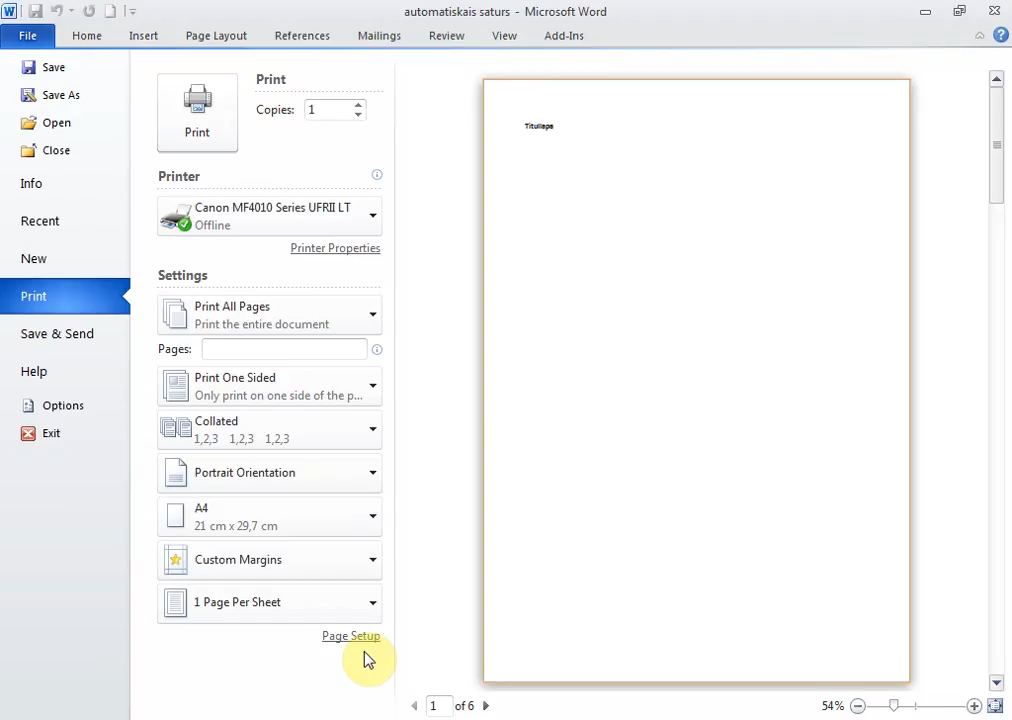 automatiskais saturs - Microsoft Word
File Home Insert Page Layout References Mailings Review View Add-Ins
Save
Save As
Open
Close
Info
Recent
New
Print
Save & Send
Help
Options
Exit
Print
Print
Copies: 1
Printer
Canon MF4010 Series UFRII LT
Offline
Printer Properties
Settings
Print All Pages
Print the entire document
Pages:
Print One Sided
Only print on one side of the p...
Collated
1,2,3 1,2,3 1,2,3
Portrait Orientation
A4
21 cm x 29,7 cm
Custom Margins
1 Page Per Sheet
Page Setup
Titullapa
1 of 6
54%